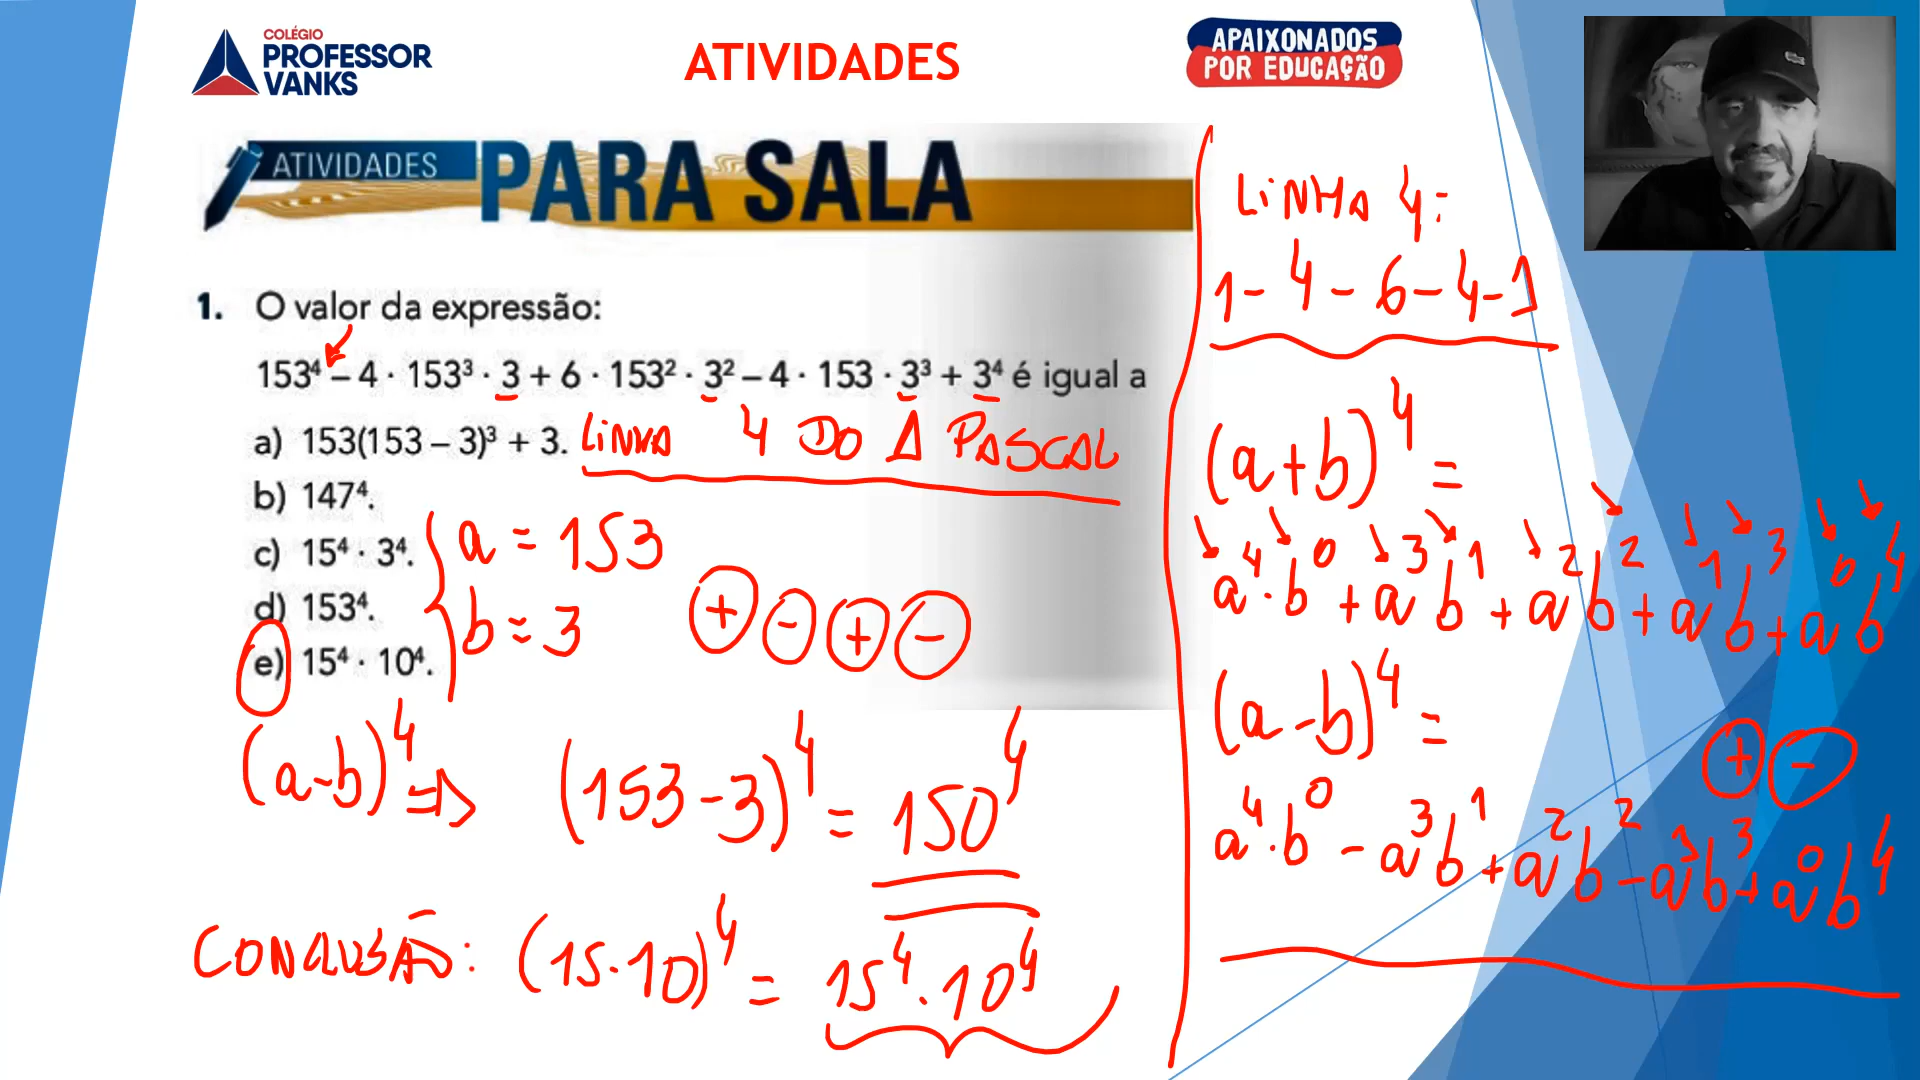 COLÉGIO
PROFESSOR
VANKS
ATIVIDADES
APAIXONADOS
POR EDUCAÇÃO
ATIVIDADES PARA SALA
1. O valor da expressão:
153⁴ – 4 · 153³ · 3 + 6 · 153² · 3² – 4 · 153 · 3³ + 3⁴ é igual a
a) 153(153 – 3)³ + 3.
LINHA 4 DO Δ PASCAL
b) 147⁴.
c) 15⁴ · 3⁴.
d) 153⁴.
e) 15⁴ · 10⁴.
a = 153
b = 3
+ - + -
(a-b)⁴ => (153-3)⁴ = 150⁴
CONCLUSÃO: (15·10)⁴ = 15⁴·10⁴
LINHA 4:
1-4-6-4-1
(a+b)⁴ =
a⁴·b⁰ + a³b¹ + a²b² + a¹b³ + a⁰b⁴
(a-b)⁴ =
+ -
a⁴·b⁰ - a³b¹ + a²b² - a³b³ + a⁰b⁴